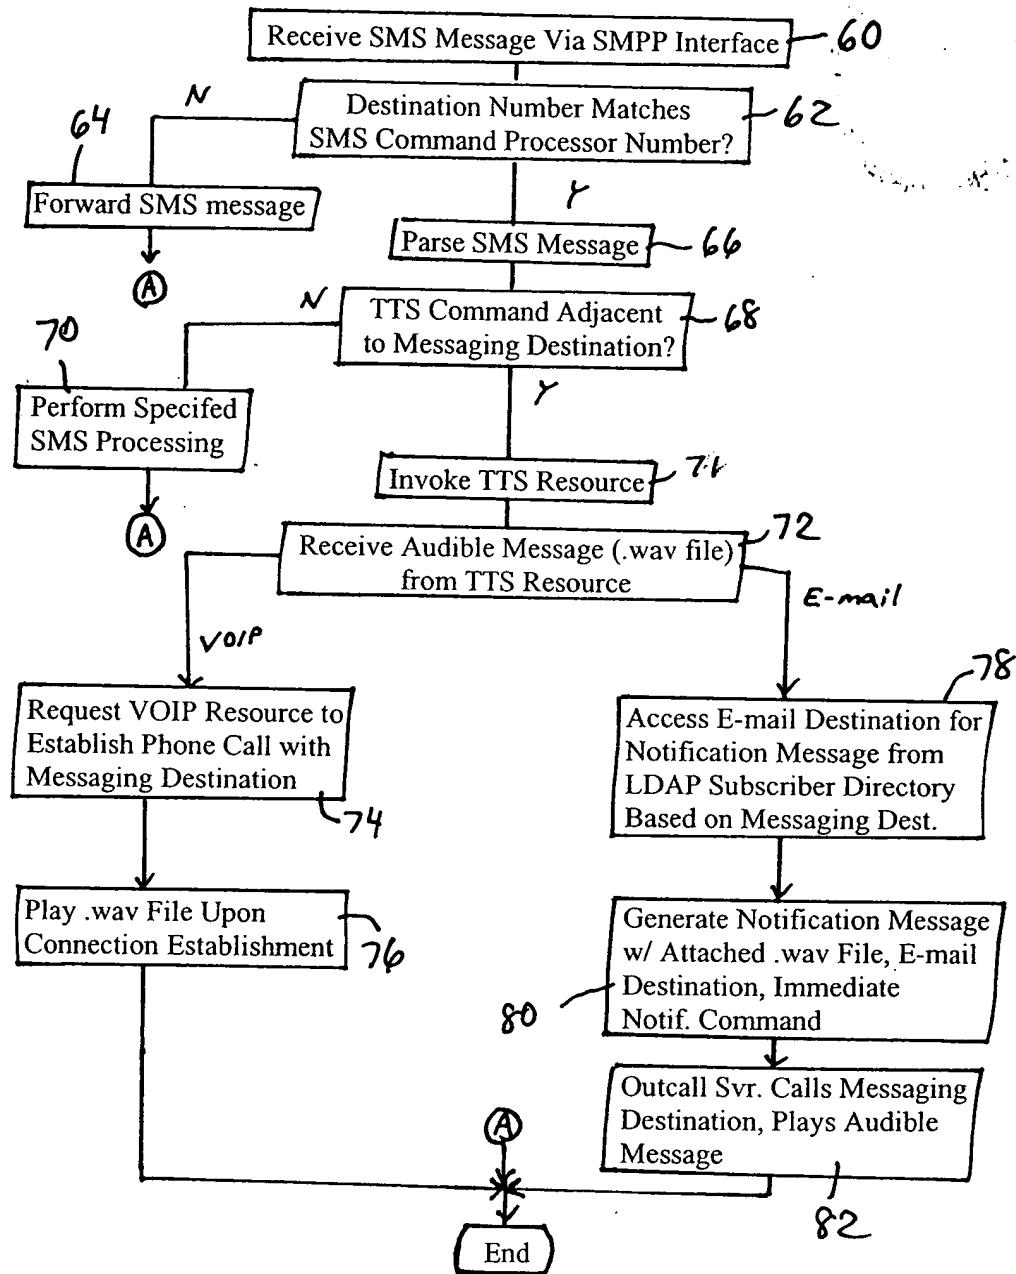 Receive SMS Message Via SMPP Interface
60
Destination Number Matches
SMS Command Processor Number?
62
N
64
Forward SMS message
A
Y
Parse SMS Message
66
TTS Command Adjacent
to Messaging Destination?
68
N
70
Perform Specifed
SMS Processing
A
Y
Invoke TTS Resource
71
Receive Audible Message (.wav file)
from TTS Resource
72
VOIP
E-mail
Request VOIP Resource to
Establish Phone Call with
Messaging Destination
74
78
Access E-mail Destination for
Notification Message from
LDAP Subscriber Directory
Based on Messaging Dest.
Play .wav File Upon
Connection Establishment
76
Generate Notification Message
w/ Attached .wav File, E-mail
Destination, Immediate
Notif. Command
80
Outcall Svr. Calls Messaging
Destination, Plays Audible
Message
82
A
End